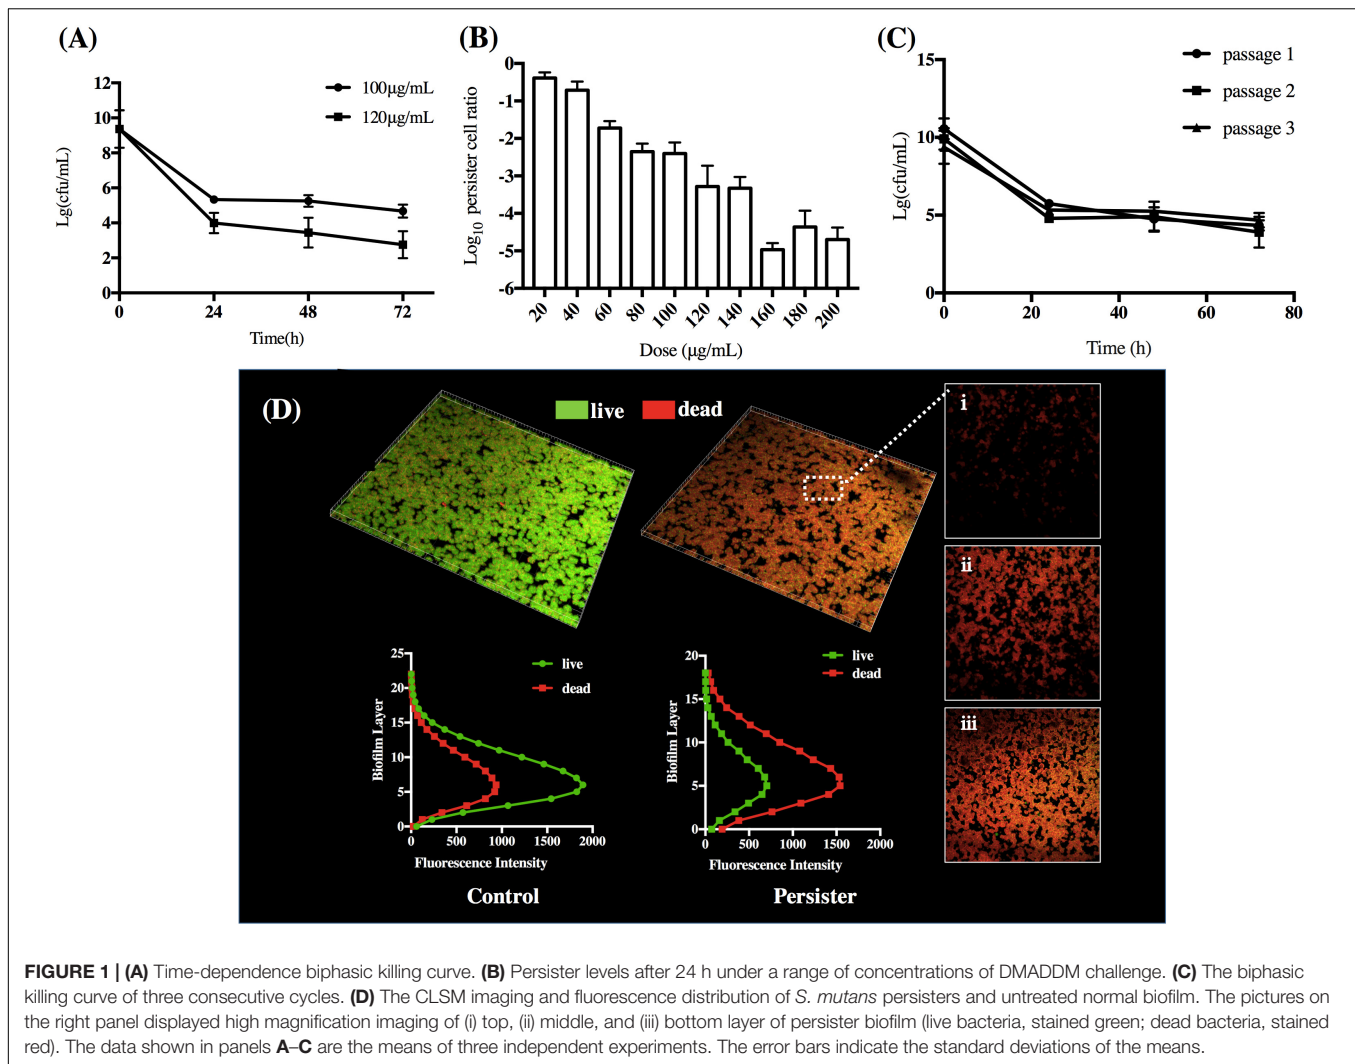 (A)
12
10
8
6
4
2
0
Lg(cfu/mL)
0 24 48 72
Time(h)
100µg/mL
120µg/mL
(B)
0
-1
-2
-3
-4
-5
-6
Log10 persister cell ratio
20 40 60 80 100 120 140 160 180 200
Dose (µg/mL)
(C)
15
10
5
0
Lg(cfu/mL)
0 20 40 60 80
Time (h)
passage 1
passage 2
passage 3
(D)
live dead
i
ii
iii
25
20
15
10
5
0
Biofilm Layer
live
dead
0 500 1000 1500 2000
Fluorescence Intensity
Control
20
15
10
5
0
Biofilm Layer
live
dead
0 500 1000 1500 2000
Fluorescence Intensity
Persister
FIGURE 1 | (A) Time-dependence biphasic killing curve. (B) Persister levels after 24 h under a range of concentrations of DMADDM challenge. (C) The biphasic
killing curve of three consecutive cycles. (D) The CLSM imaging and fluorescence distribution of S. mutans persisters and untreated normal biofilm. The pictures on
the right panel displayed high magnification imaging of (i) top, (ii) middle, and (iii) bottom layer of persister biofilm (live bacteria, stained green; dead bacteria, stained
red). The data shown in panels A–C are the means of three independent experiments. The error bars indicate the standard deviations of the means.